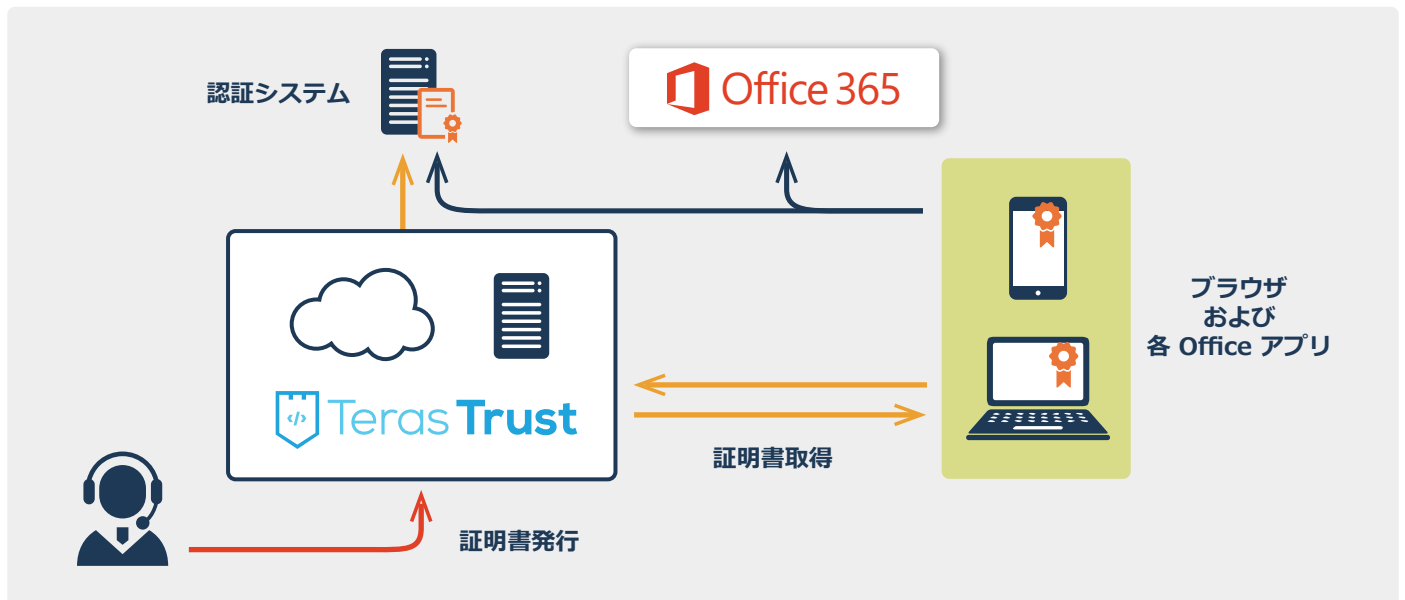 認証システム
Office 365
ブラウザ
および
各 Office アプリ
</> Teras Trust
証明書取得
証明書発行